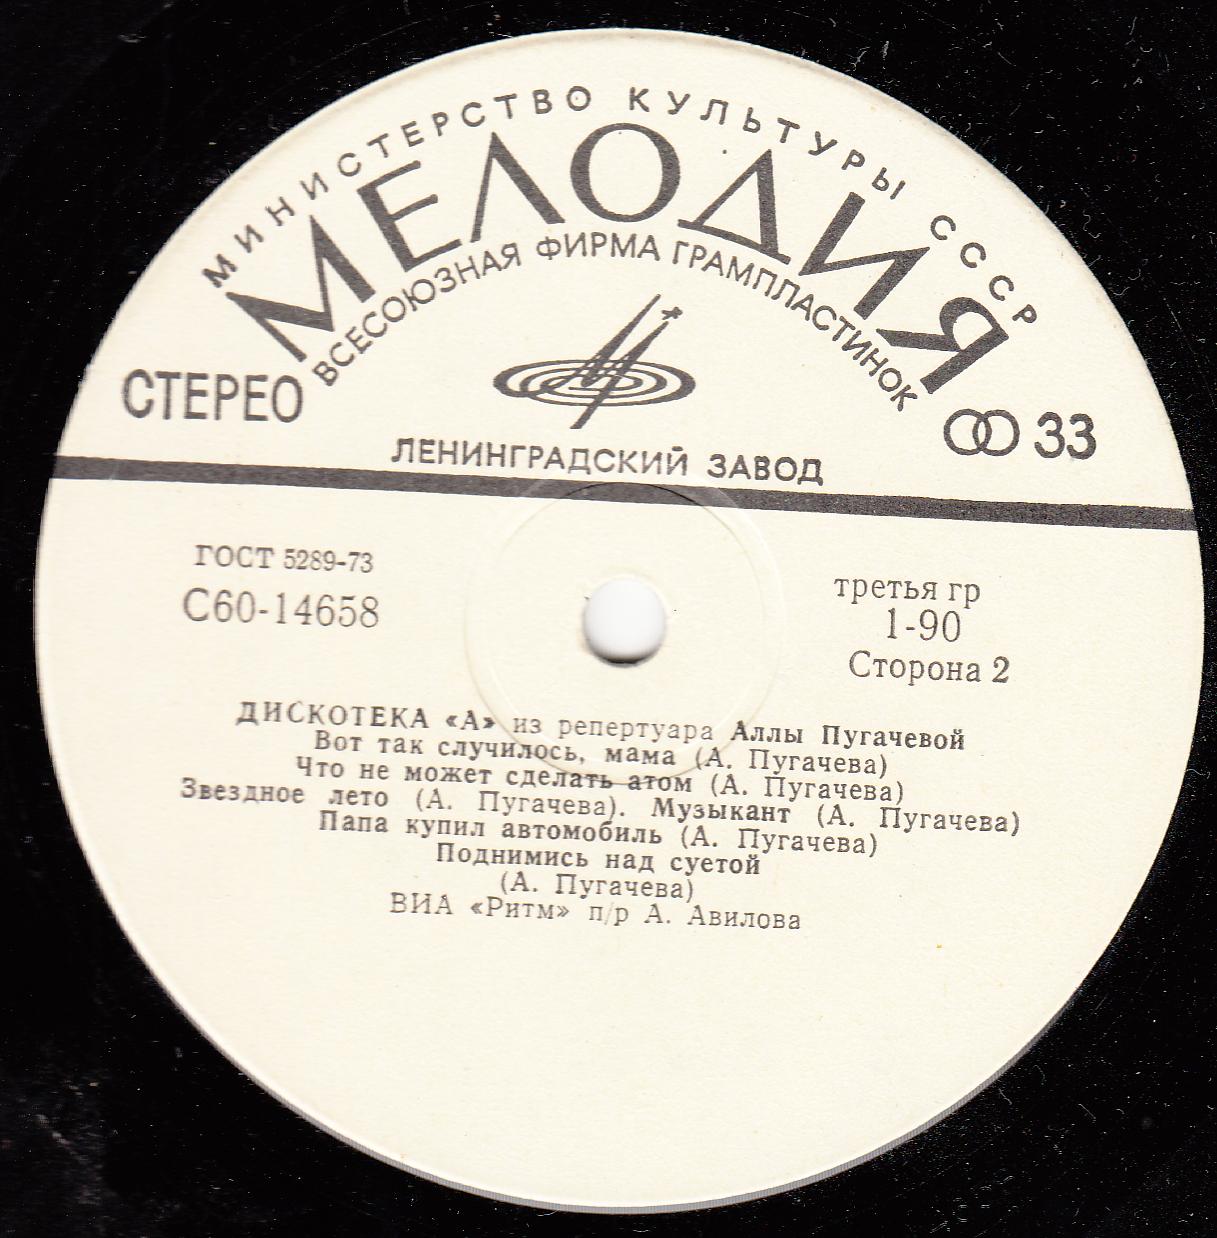 МИНИСТЕРСТВО КУЛЬТУРЫ СССР
МЕЛОДИЯ
ВСЕСОЮЗНАЯ ФИРМА ГРАМПЛАСТИНОК
СТЕРЕО
33
ЛЕНИНГРАДСКИЙ ЗАВОД
ГОСТ 5289-73
С60-14658
третья гр
1-90
Сторона 2
ДИСКОТЕКА «А» из репертуара Аллы Пугачевой
Вот так случилось, мама (А. Пугачева)
Что не может сделать атом (А. Пугачева)
Звездное лето (А. Пугачева). Музыкант (А. Пугачева)
Папа купил автомобиль (А. Пугачева)
Поднимись над суетой
(А. Пугачева)
ВИА «Ритм» п/р А. Авилова